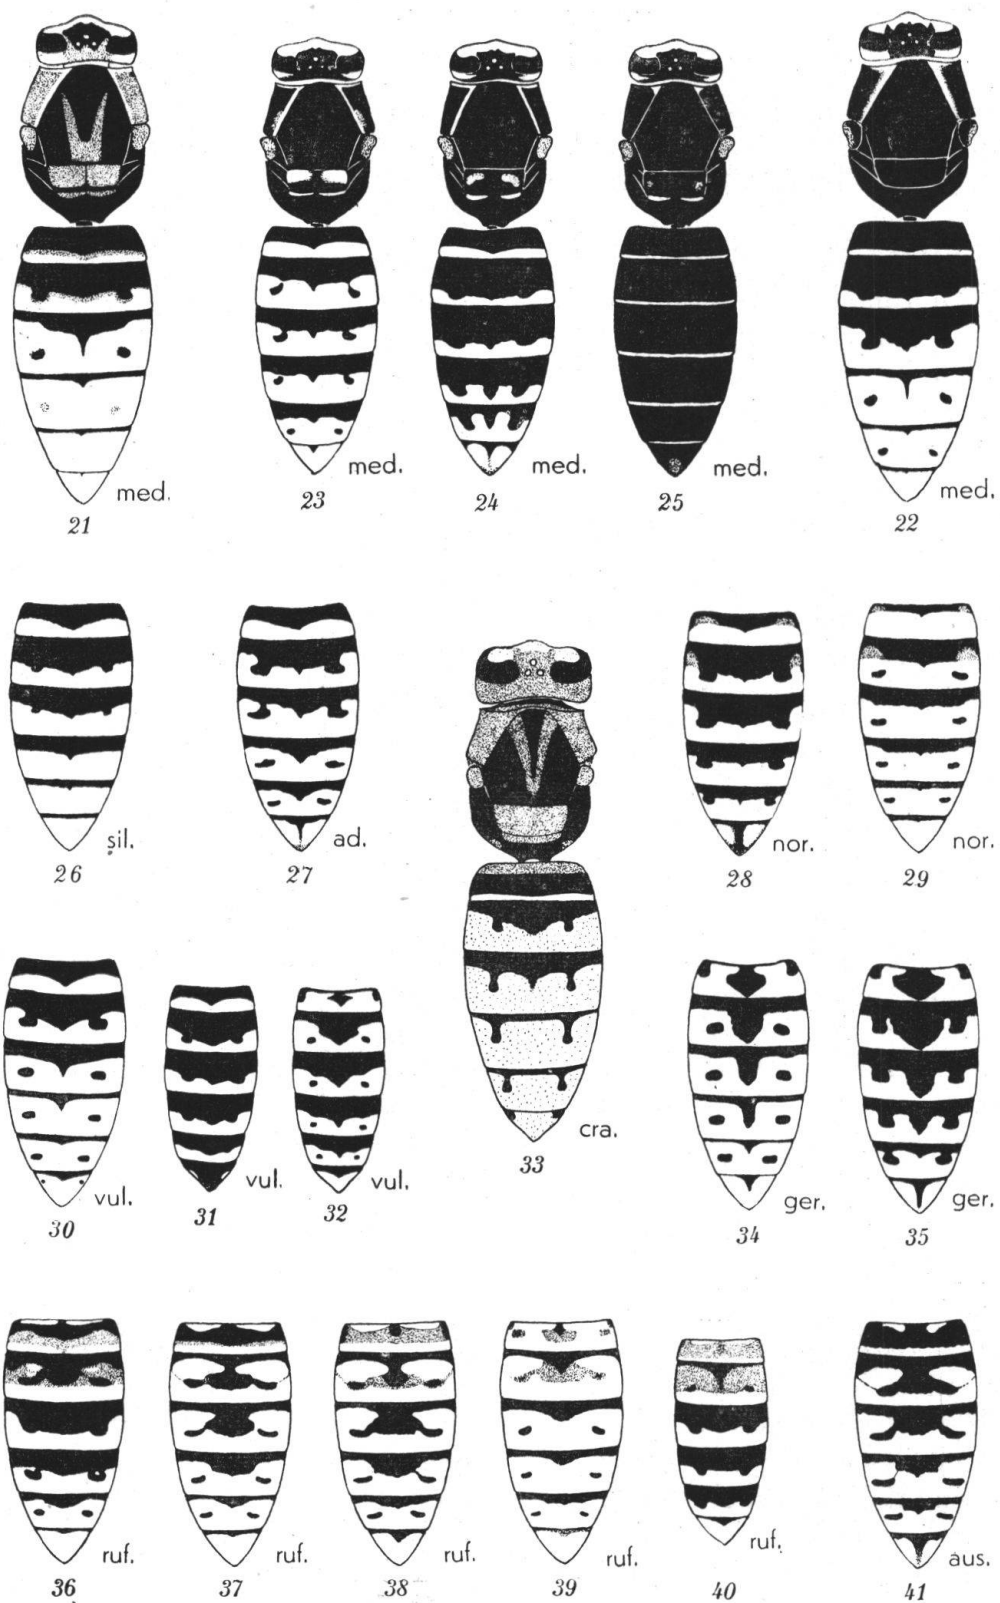 med. med. med. med. med.
21 23 24 25 22
sil. ad. nor. nor.
26 27 28 29
cra.
33
vul. vul. vul. ger. ger.
30 31 32 34 35
ruf. ruf. ruf. ruf. ruf. aus.
36 37 38 39 40 41